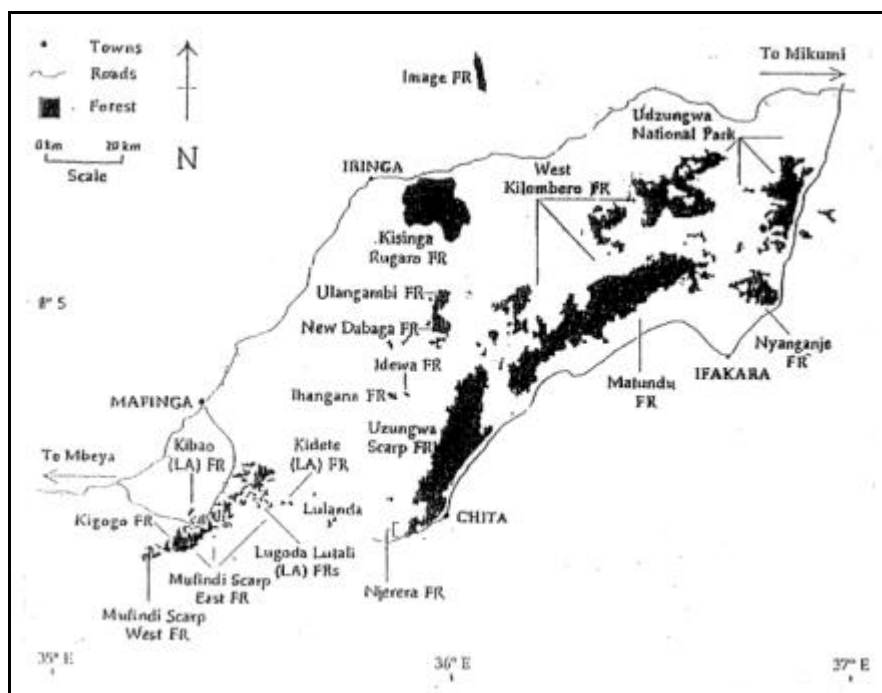 Towns
Roads
Forest
0 km 20 km
Scale
N
To Mikumi
Image FR
Udzungwa
National Park
IRINGA
West
Kilombero FR
Kisinga
Rugaro FR
8° S
Ulangambi FR
New Dabaga FR
Idewa FR
Ihangana FR
Nyanganje
FR
IFAKARA
Matundu
FR
MAFINGA
Uzungwa
Scarp FR
To Mbeya
Kibao
(LA) FR
Kidete
(LA) FR
Kigogo FR
Lulanda
CHITA
Lugoda Lutali
(LA) FRs
Mufindi Scarp
East FR
Njerera FR
Mufindi Scarp
West FR
35° E
36° E
37° E